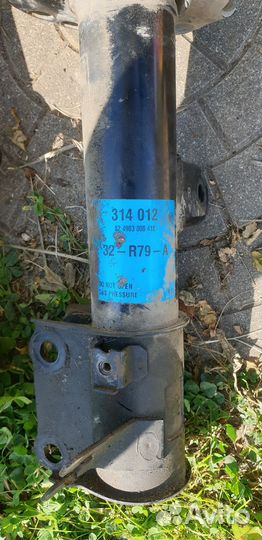 314 012
32-R79-A
DO NOT OPEN
GAS PRESSURE
Avito